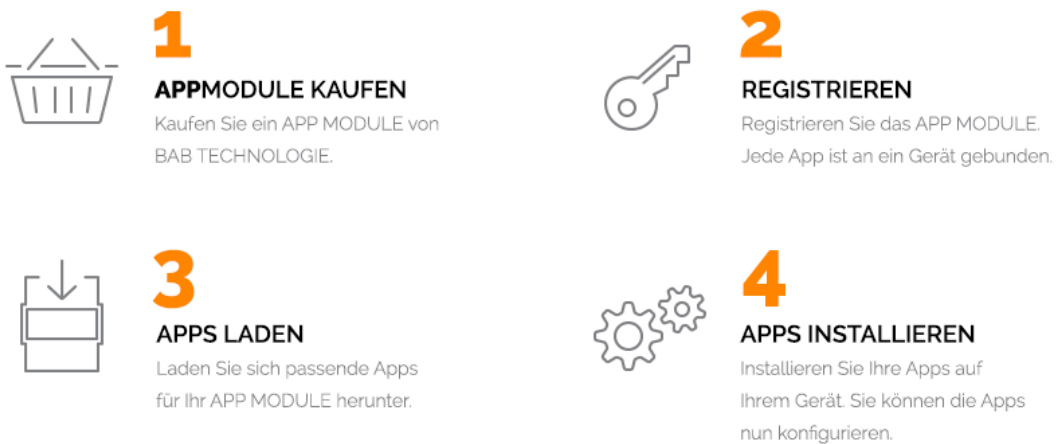 1
APPMODULE KAUFEN
Kaufen Sie ein APP MODULE von
BAB TECHNOLOGIE.
2
REGISTRIEREN
Registrieren Sie das APP MODULE.
Jede App ist an ein Gerät gebunden.
3
APPS LADEN
Laden Sie sich passende Apps
für Ihr APP MODULE herunter.
4
APPS INSTALLIEREN
Installieren Sie Ihre Apps auf
Ihrem Gerät. Sie können die Apps
nun konfigurieren.